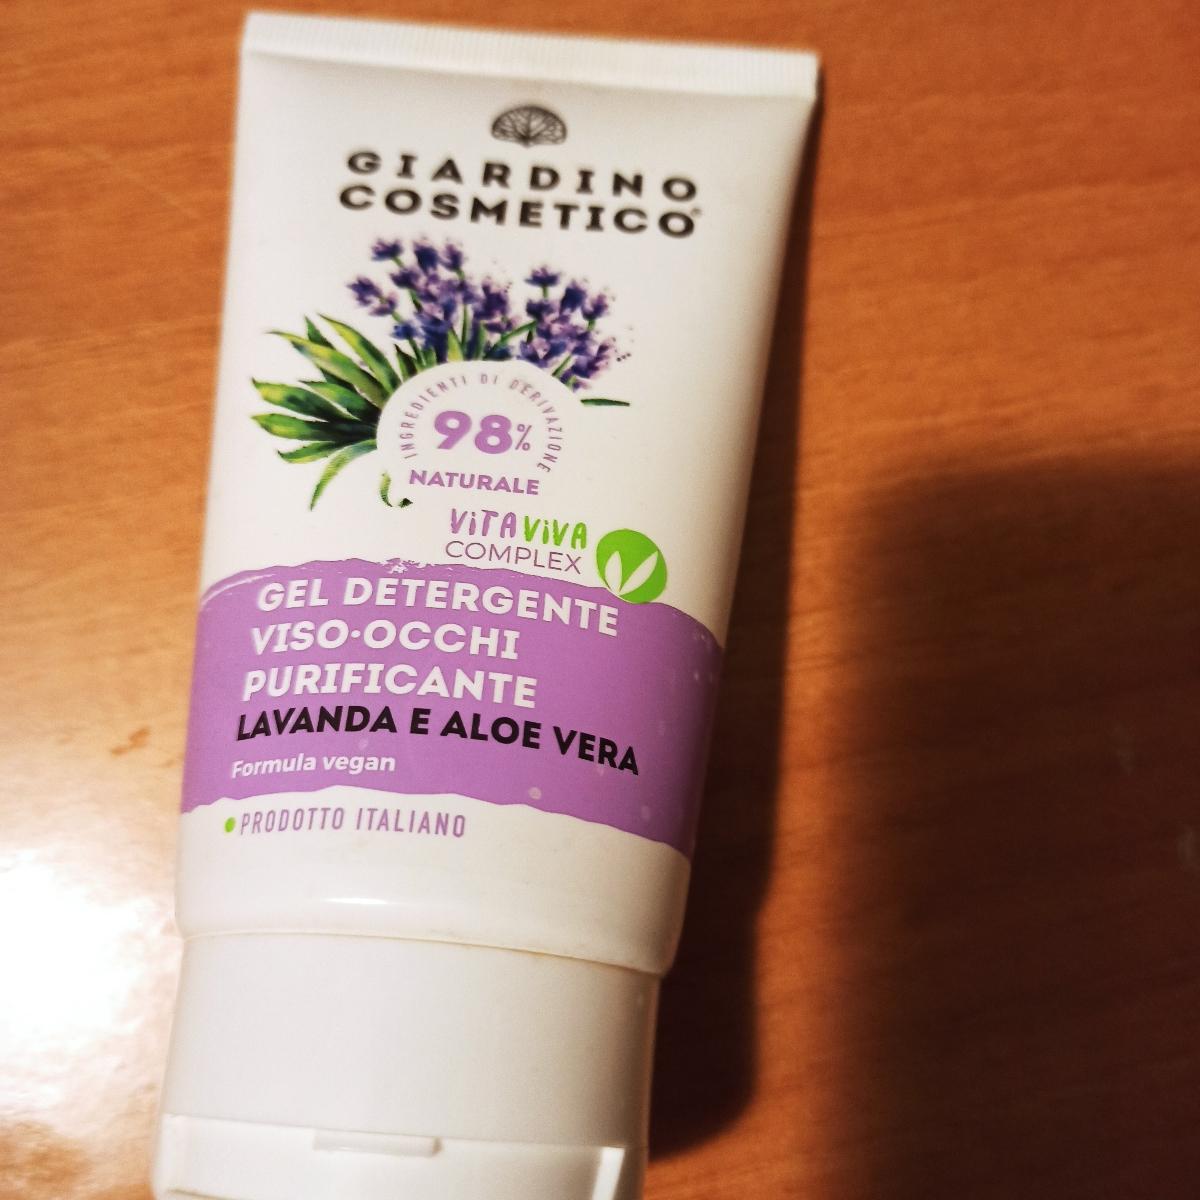 GIARDINO
COSMETICO®
INGREDIENTI DI DERIVAZIONE
98%
NATURALE
ViTAViVA
COMPLEX
GEL DETERGENTE
VISO·OCCHI
PURIFICANTE
LAVANDA E ALOE VERA
Formula vegan
PRODOTTO ITALIANO